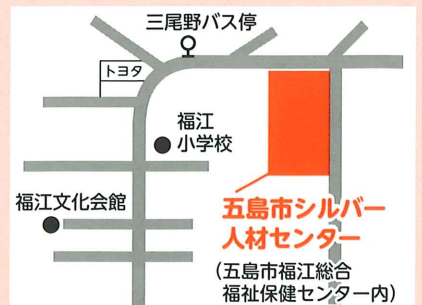 三尾野バス停
トヨタ
福江
小学校
福江文化会館
五島市シルバー
人材センター
(五島市福江総合
福祉保健センター内)